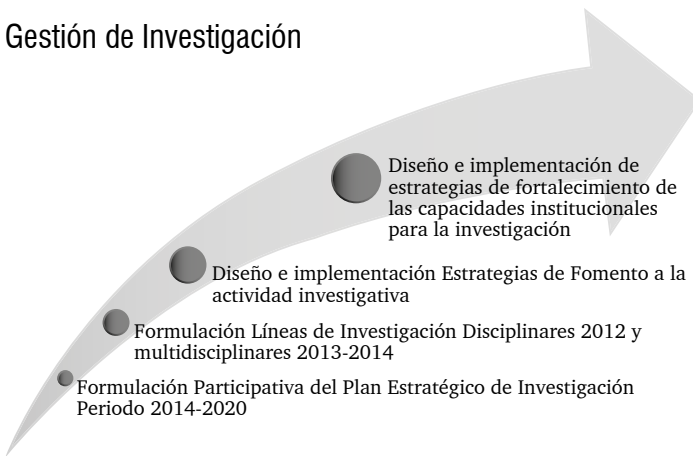 Gestión de Investigación
Diseño e implementación de
estrategias de fortalecimiento de
las capacidades institucionales
para la investigación
Diseño e implementación Estrategias de Fomento a la
actividad investigativa
Formulación Líneas de Investigación Disciplinares 2012 y
multidisciplinares 2013-2014
Formulación Participativa del Plan Estratégico de Investigación
Periodo 2014-2020